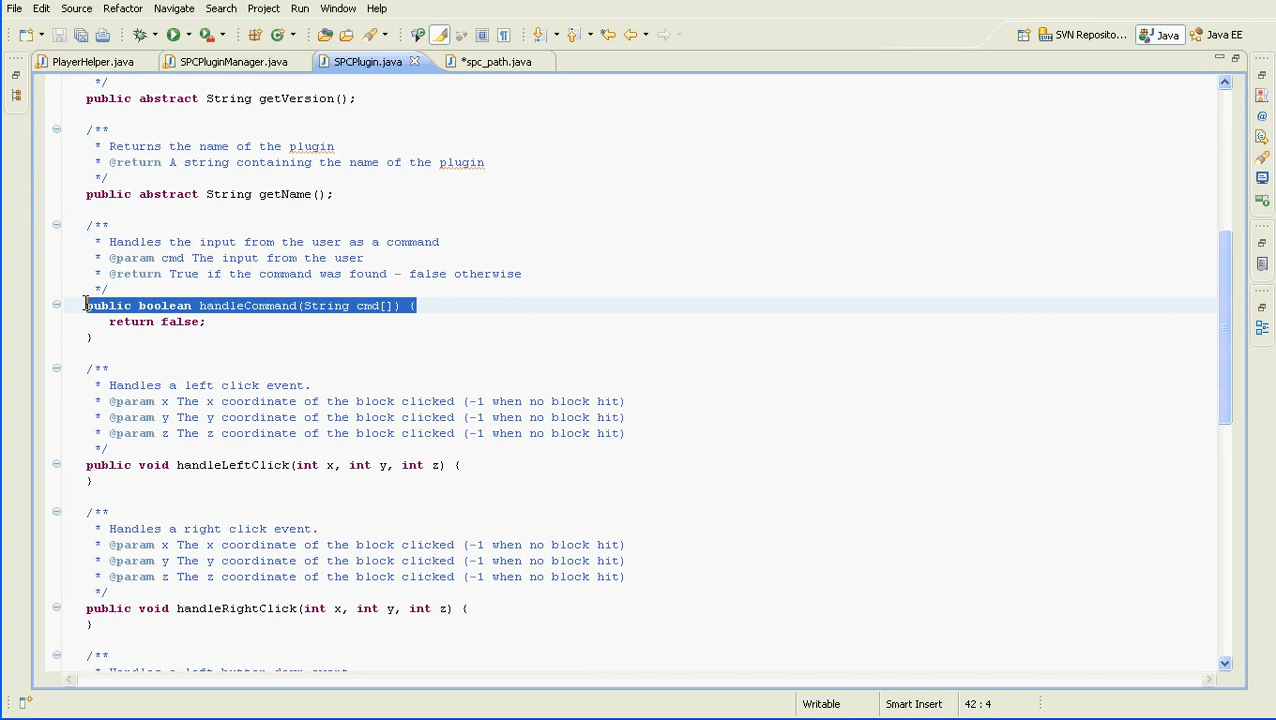 File Edit Source Refactor Navigate Search Project Run Window Help
SVN Reposito... Java Java EE
PlayerHelper.java SPCPluginManager.java SPCPlugin.java *spc_path.java
*/
public abstract String getVersion();
/**
* Returns the name of the plugin
* @return A string containing the name of the plugin
*/
public abstract String getName();
/**
* Handles the input from the user as a command
* @param cmd The input from the user
* @return True if the command was found - false otherwise
*/
public boolean handleCommand(String cmd[]) {
return false;
}
/**
* Handles a left click event.
* @param x The x coordinate of the block clicked (-1 when no block hit)
* @param y The y coordinate of the block clicked (-1 when no block hit)
* @param z The z coordinate of the block clicked (-1 when no block hit)
*/
public void handleLeftClick(int x, int y, int z) {
}
/**
* Handles a right click event.
* @param x The x coordinate of the block clicked (-1 when no block hit)
* @param y The y coordinate of the block clicked (-1 when no block hit)
* @param z The z coordinate of the block clicked (-1 when no block hit)
*/
public void handleRightClick(int x, int y, int z) {
}
/**
* Handles a left button down event
Writable Smart Insert 42 : 4